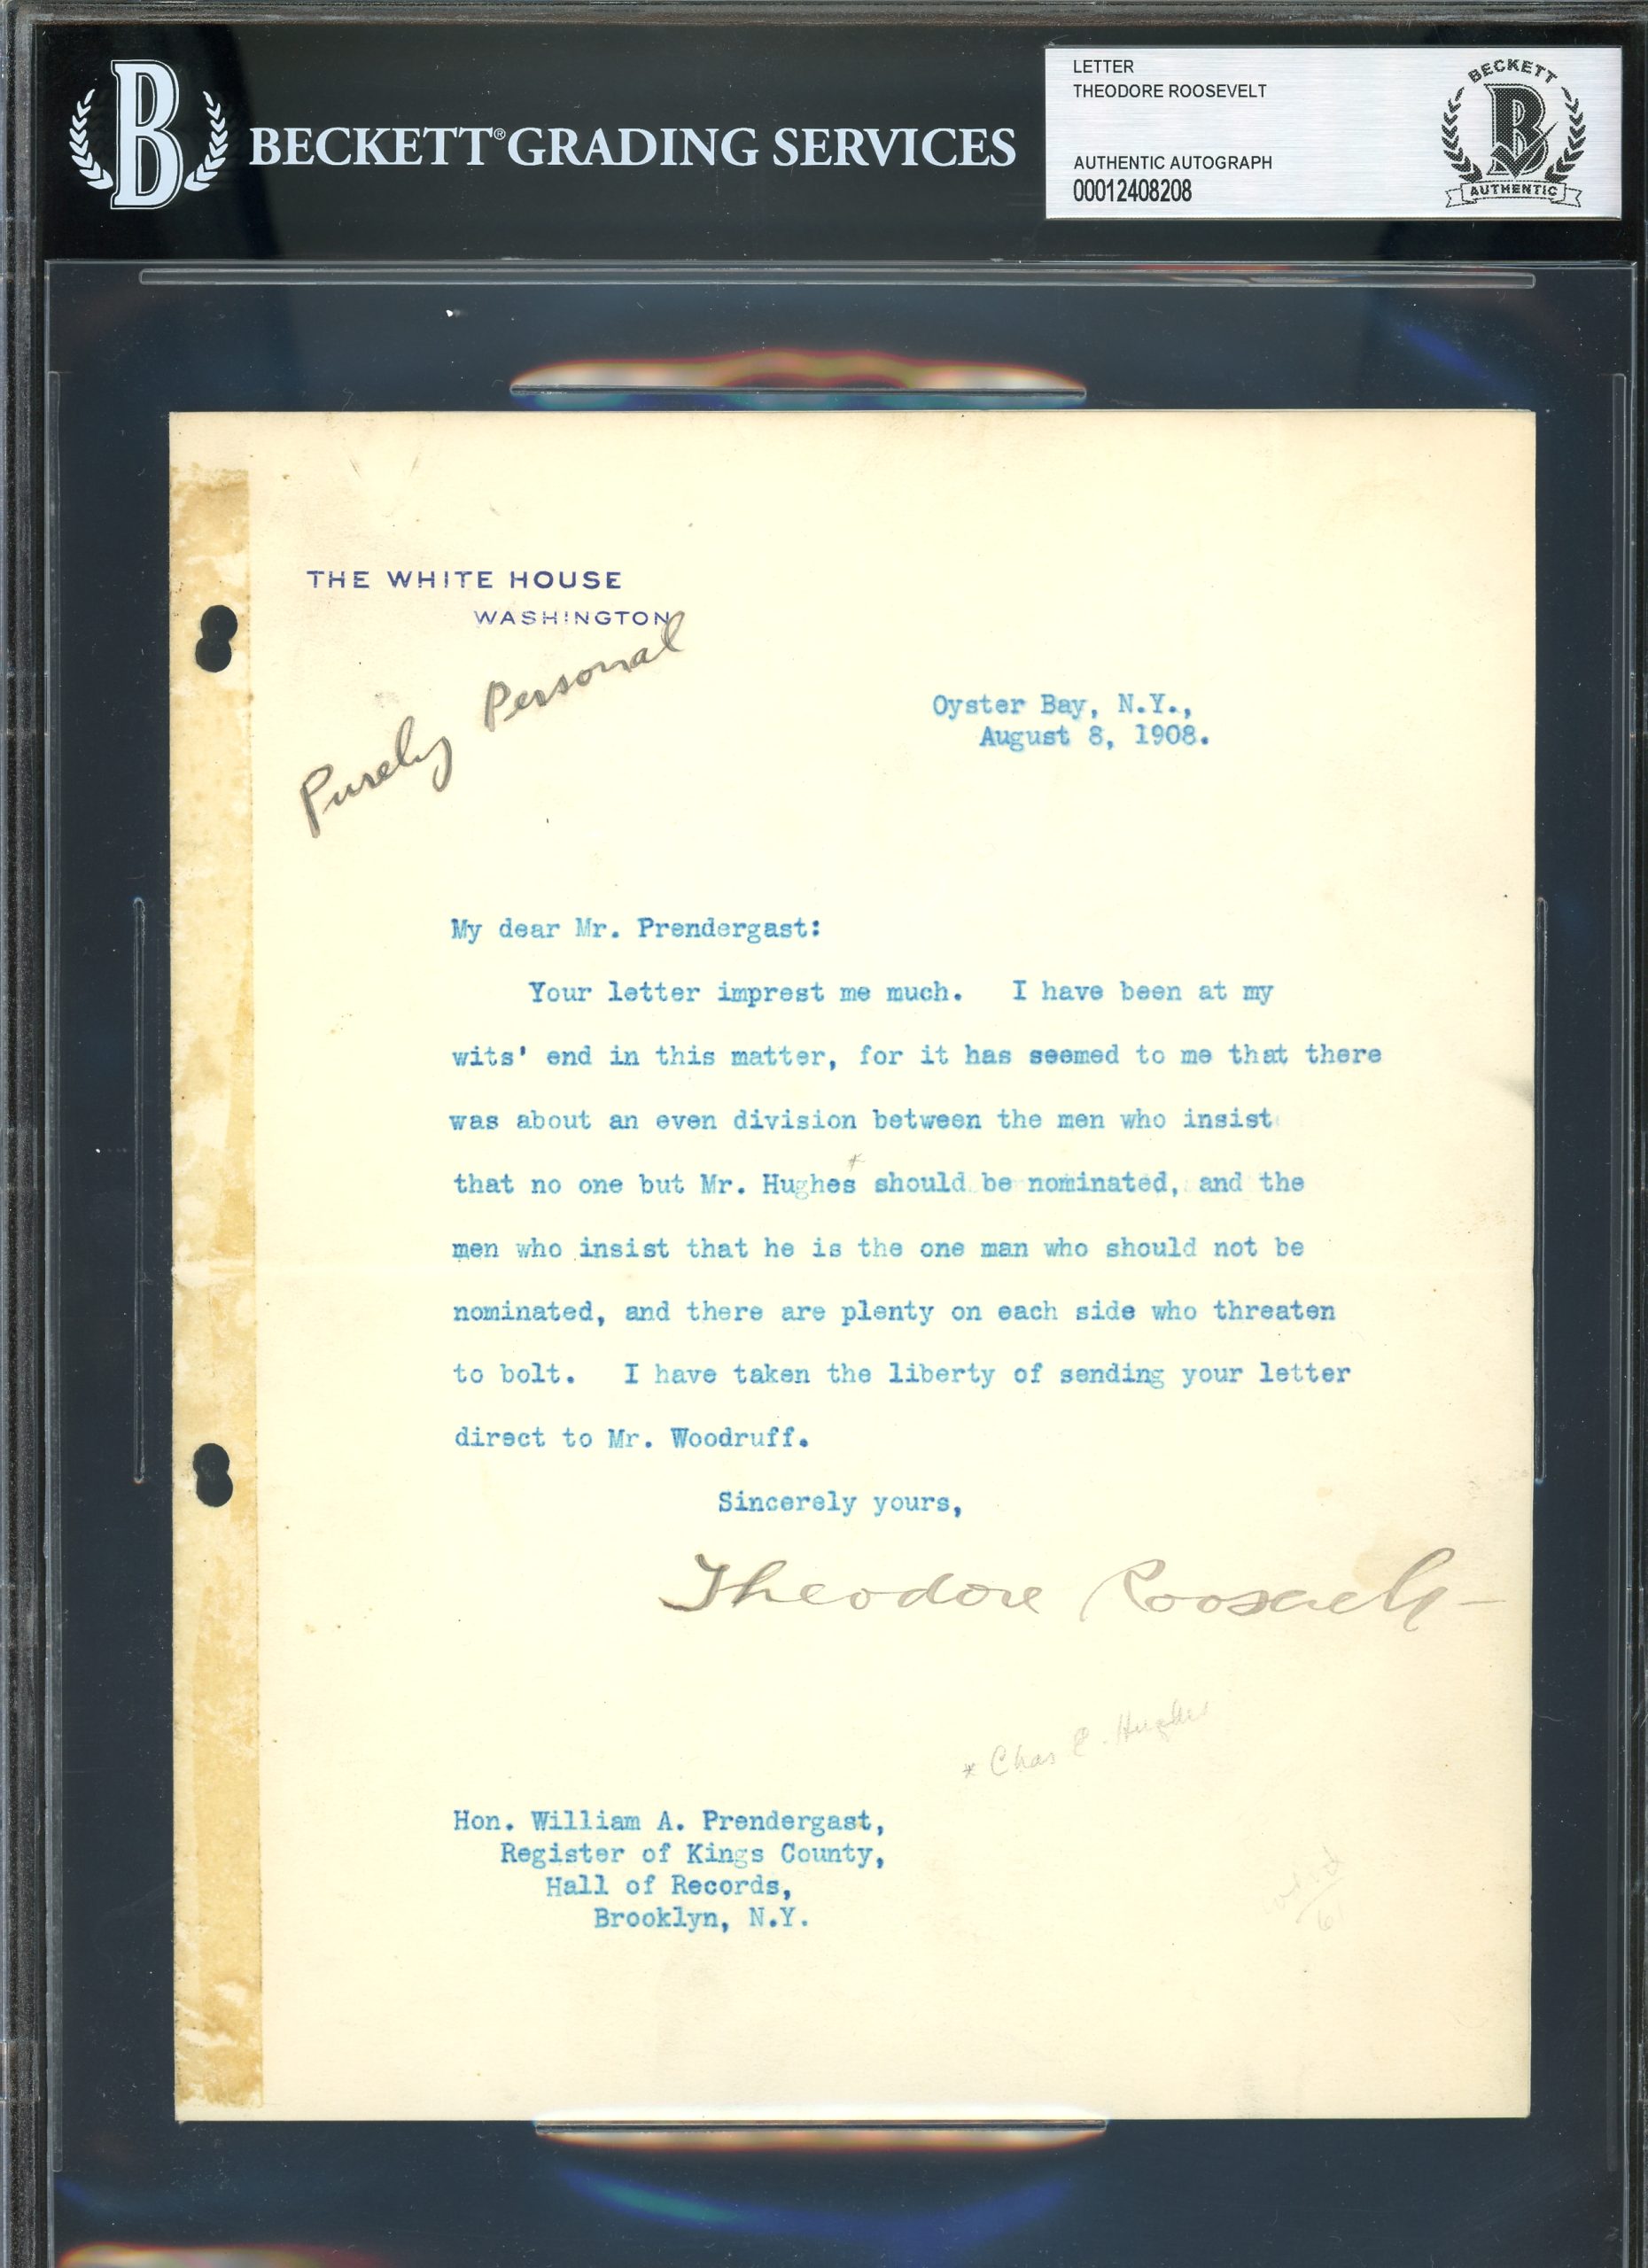 B
BECKETT® GRADING SERVICES
LETTER
THEODORE ROOSEVELT
AUTHENTIC AUTOGRAPH
00012408208
BECKETT
B
AUTHENTIC
THE WHITE HOUSE
WASHINGTON
Purely Personal
Oyster Bay, N.Y.,
August 8, 1908.
My dear Mr. Prendergast:
Your letter imprest me much. I have been at my
wits' end in this matter, for it has seemed to me that there
was about an even division between the men who insist
that no one but Mr. Hughes* should be nominated, and the
men who insist that he is the one man who should not be
nominated, and there are plenty on each side who threaten
to bolt. I have taken the liberty of sending your letter
direct to Mr. Woodruff.
Sincerely yours,
Theodore Roosevelt
* Chas E. Hughes
Hon. William A. Prendergast,
Register of Kings County,
Hall of Records,
Brooklyn, N.Y.